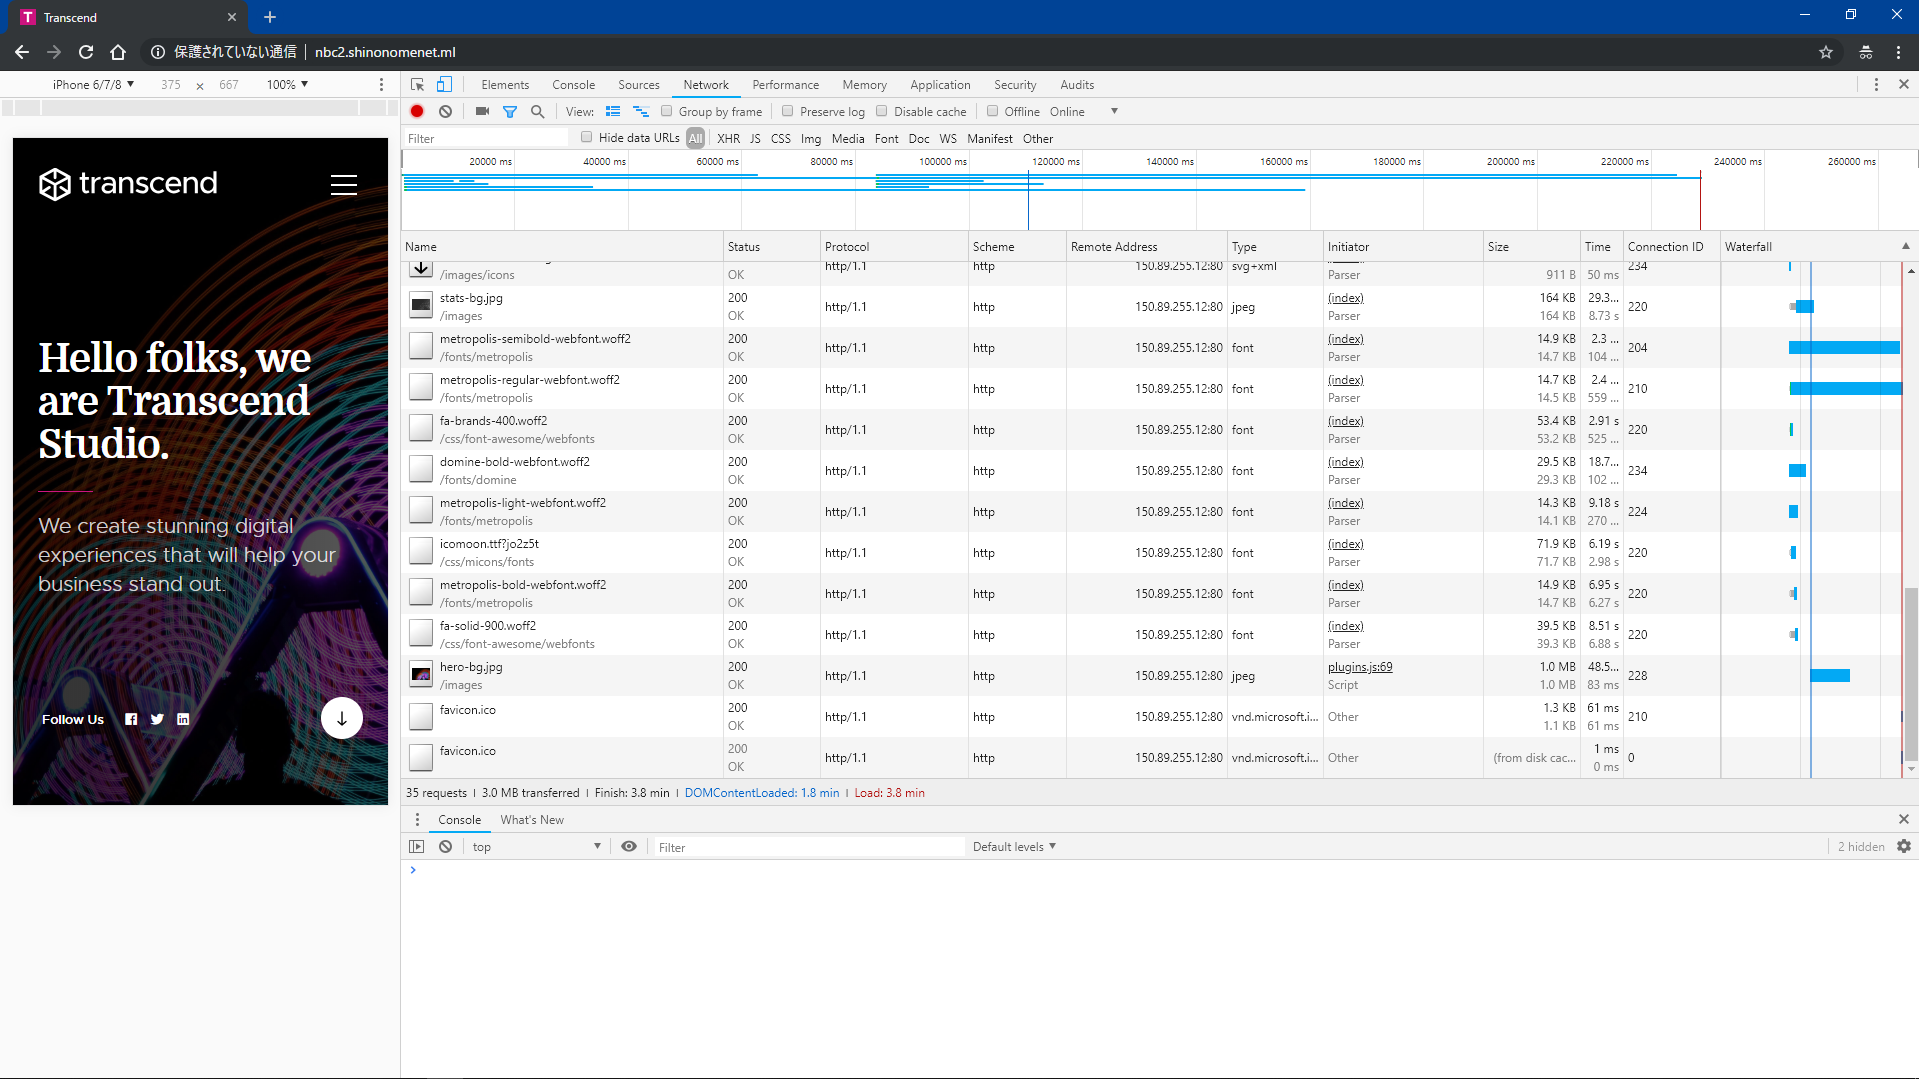 Transcend
保護されていない通信 nbc2.shinonomenet.ml
iPhone 6/7/8 375 × 667 100%
Elements Console Sources Network Performance Memory Application Security Audits
View: Group by frame Preserve log Disable cache Offline Online
Filter Hide data URLs All XHR JS CSS Img Media Font Doc WS Manifest Other
20000 ms 40000 ms 60000 ms 80000 ms 100000 ms 120000 ms 140000 ms 160000 ms 180000 ms 200000 ms 220000 ms 240000 ms 260000 ms
transcend
Hello folks, we
are Transcend
Studio.
We create stunning digital
experiences that will help your
business stand out.
Follow Us
Name Status Protocol Scheme Remote Address Type Initiator Size Time Connection ID Waterfall
http/1.1 http 150.89.255.12:80 svg+xml 234
/images/icons OK Parser 911 B 50 ms
stats-bg.jpg 200 (index) 164 KB 29.3...
http/1.1 http 150.89.255.12:80 jpeg 220
/images OK Parser 164 KB 8.73 s
metropolis-semibold-webfont.woff2 200 (index) 14.9 KB 2.3 ...
http/1.1 http 150.89.255.12:80 font 204
/fonts/metropolis OK Parser 14.7 KB 104 ...
metropolis-regular-webfont.woff2 200 (index) 14.7 KB 2.4 ...
http/1.1 http 150.89.255.12:80 font 210
/fonts/metropolis OK Parser 14.5 KB 559 ...
fa-brands-400.woff2 200 (index) 53.4 KB 2.91 s
http/1.1 http 150.89.255.12:80 font 220
/css/font-awesome/webfonts OK Parser 53.2 KB 525 ...
domine-bold-webfont.woff2 200 (index) 29.5 KB 18.7...
http/1.1 http 150.89.255.12:80 font 234
/fonts/domine OK Parser 29.3 KB 102 ...
metropolis-light-webfont.woff2 200 (index) 14.3 KB 9.18 s
http/1.1 http 150.89.255.12:80 font 224
/fonts/metropolis OK Parser 14.1 KB 270 ...
icomoon.ttf?jo2z5t 200 (index) 71.9 KB 6.19 s
http/1.1 http 150.89.255.12:80 font 220
/css/micons/fonts OK Parser 71.7 KB 2.98 s
metropolis-bold-webfont.woff2 200 (index) 14.9 KB 6.95 s
http/1.1 http 150.89.255.12:80 font 220
/fonts/metropolis OK Parser 14.7 KB 6.27 s
fa-solid-900.woff2 200 (index) 39.5 KB 8.51 s
http/1.1 http 150.89.255.12:80 font 220
/css/font-awesome/webfonts OK Parser 39.3 KB 6.88 s
hero-bg.jpg 200 plugins.js:69 1.0 MB 48.5...
http/1.1 http 150.89.255.12:80 jpeg 228
/images OK Script 1.0 MB 83 ms
favicon.ico 200 1.3 KB 61 ms
http/1.1 http 150.89.255.12:80 vnd.microsoft.i... Other 210
OK 1.1 KB 61 ms
favicon.ico 200 1 ms
http/1.1 http 150.89.255.12:80 vnd.microsoft.i... Other (from disk cac... 0
OK 0 ms
35 requests | 3.0 MB transferred | Finish: 3.8 min | DOMContentLoaded: 1.8 min | Load: 3.8 min
Console What's New
top Filter Default levels 2 hidden